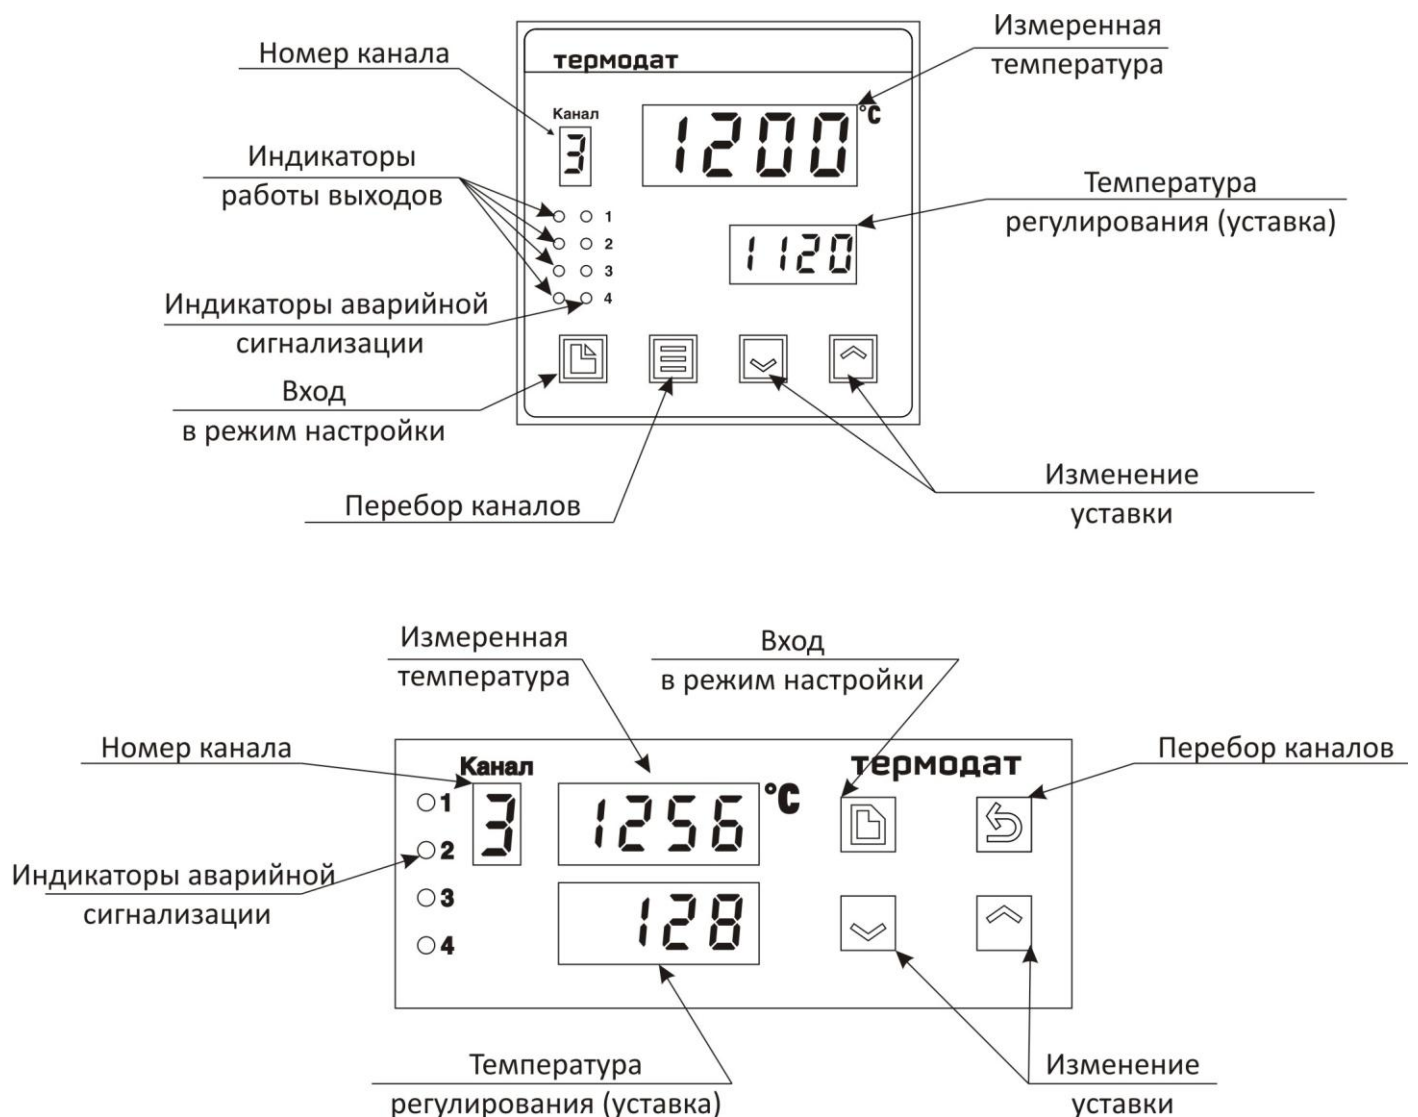 Номер канала
термодат
Измеренная
температура
°C
Канал
3
1200
Индикаторы
работы выходов
1
2
3
4
1120
Температура
регулирования (уставка)
Индикаторы аварийной
сигнализации
Вход
в режим настройки
Перебор каналов
Изменение
уставки
Измеренная
температура
Вход
в режим настройки
Номер канала
Перебор каналов
Канал
термодат
1
2
3
4
3
1256
°C
128
Индикаторы аварийной
сигнализации
Температура
регулирования (уставка)
Изменение
уставки